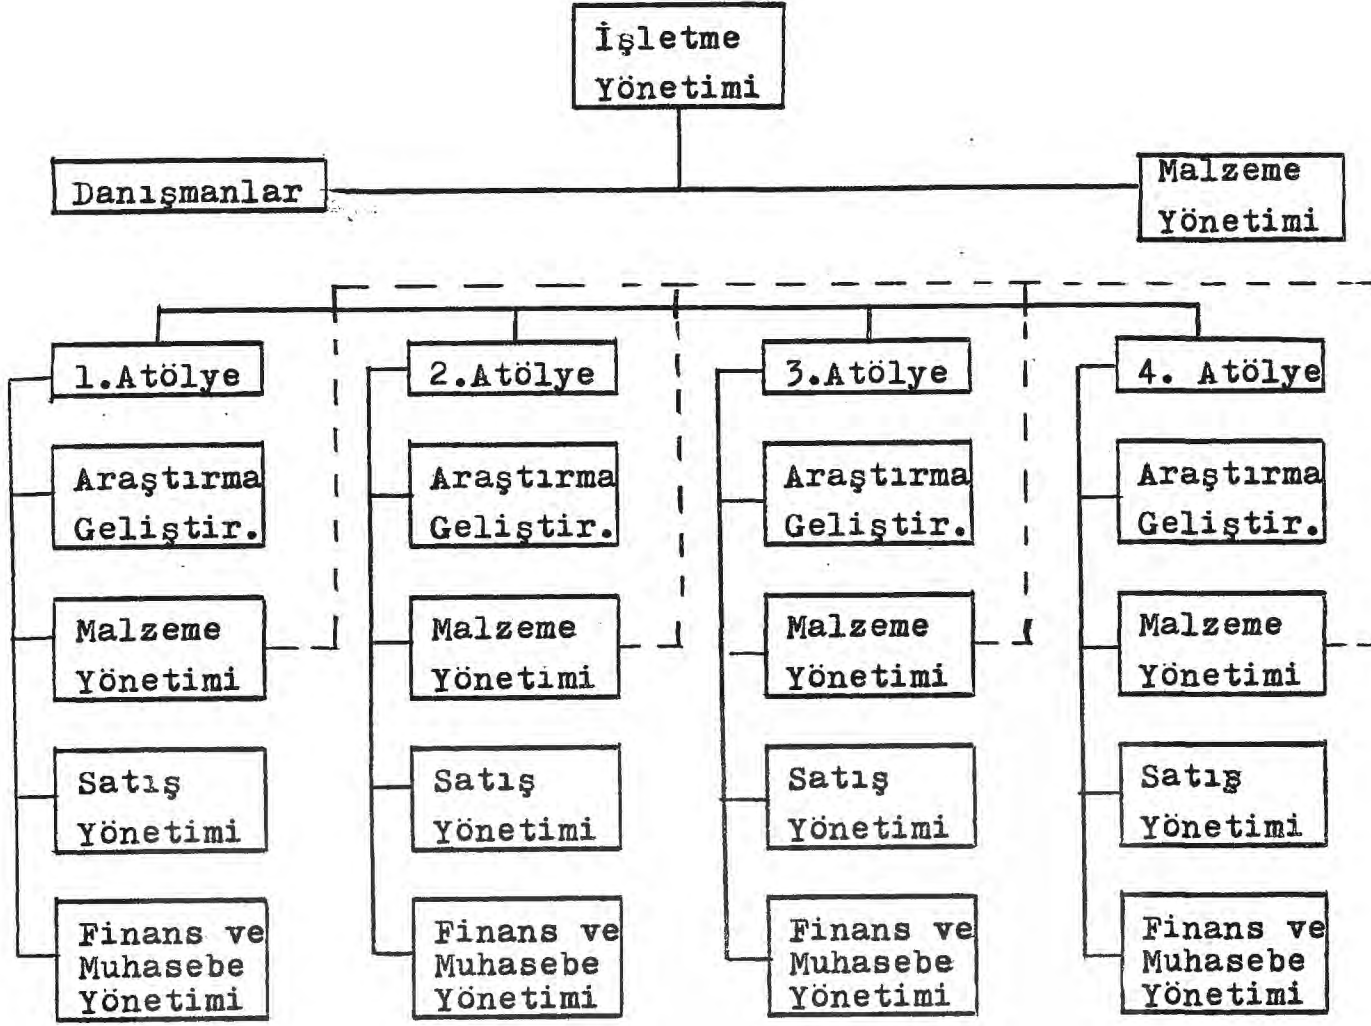 İşletme
Yönetimi
Danışmanlar
Malzeme
Yönetimi
1.Atölye
2.Atölye
3.Atölye
4. Atölye
Araştırma
Geliştir.
Araştırma
Geliştir.
Araştırma
Geliştir.
Araştırma
Geliştir.
Malzeme
Yönetimi
Malzeme
Yönetimi
Malzeme
Yönetimi
Malzeme
Yönetimi
Satış
Yönetimi
Satış
Yönetimi
Satış
Yönetimi
Satış
Yönetimi
Finans ve
Muhasebe
Yönetimi
Finans ve
Muhasebe
Yönetimi
Finans ve
Muhasebe
Yönetimi
Finans ve
Muhasebe
Yönetimi